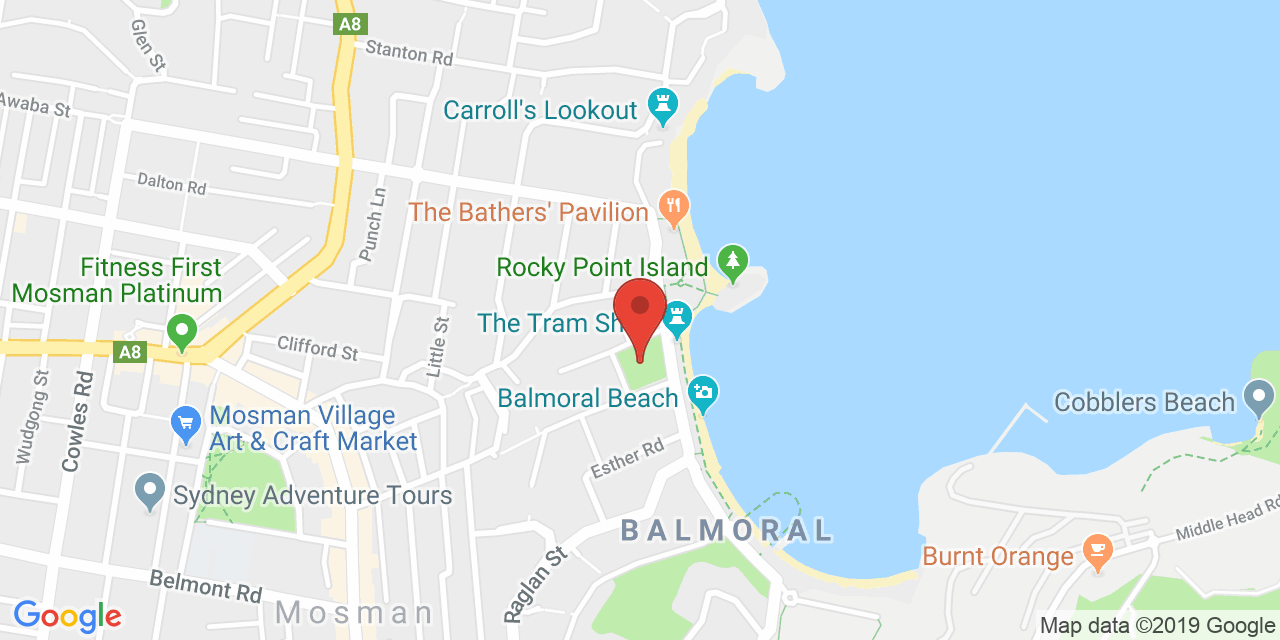 A8
Glen St
Stanton Rd
Awaba St
Carroll's Lookout
Dalton Rd
Punch Ln
The Bathers' Pavilion
Fitness First
Mosman Platinum
Rocky Point Island
The Tram Sh
Little St
Clifford St
A8
Wudgong St
Cowles Rd
Balmoral Beach
Cobblers Beach
Mosman Village
Art & Craft Market
Esther Rd
Sydney Adventure Tours
BALMORAL
Middle Head Rd
Burnt Orange
Raglan St
Belmont Rd
Mosman
Google
Map data ©2019 Google